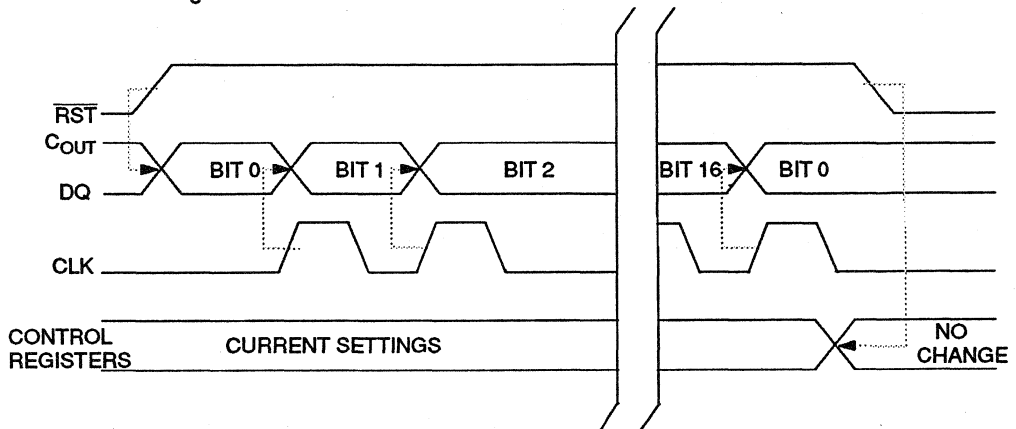 RST
COUT
BIT 0 BIT 1 BIT 2 BIT 16 BIT 0
DQ
CLK
CONTROL
REGISTERS
CURRENT SETTINGS
NO
CHANGE